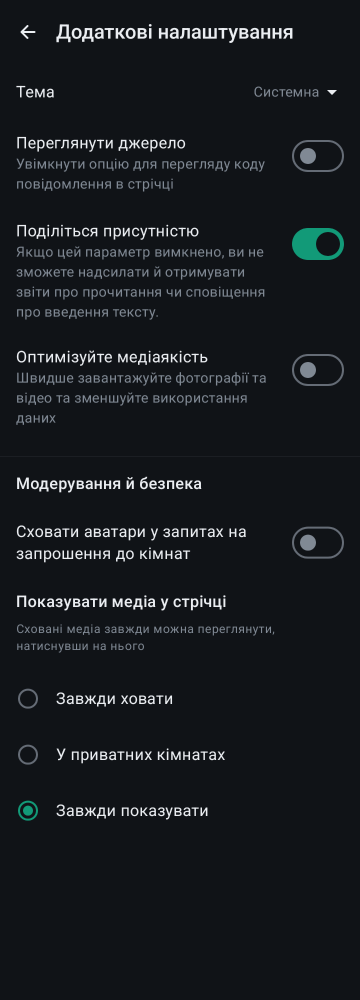 Додаткові налаштування
Тема
Системна
Переглянути джерело
Увімкнути опцію для перегляду коду
повідомлення в стрічці
Поділіться присутністю
Якщо цей параметр вимкнено, ви не
зможете надсилати й отримувати
звіти про прочитання чи сповіщення
про введення тексту.
Оптимізуйте медіаякість
Швидше завантажуйте фотографії та
відео та зменшуйте використання
даних
Модерування й безпека
Сховати аватари у запитах на
запрошення до кімнат
Показувати медіа у стрічці
Сховані медіа завжди можна переглянути,
натиснувши на нього
Завжди ховати
У приватних кімнатах
Завжди показувати